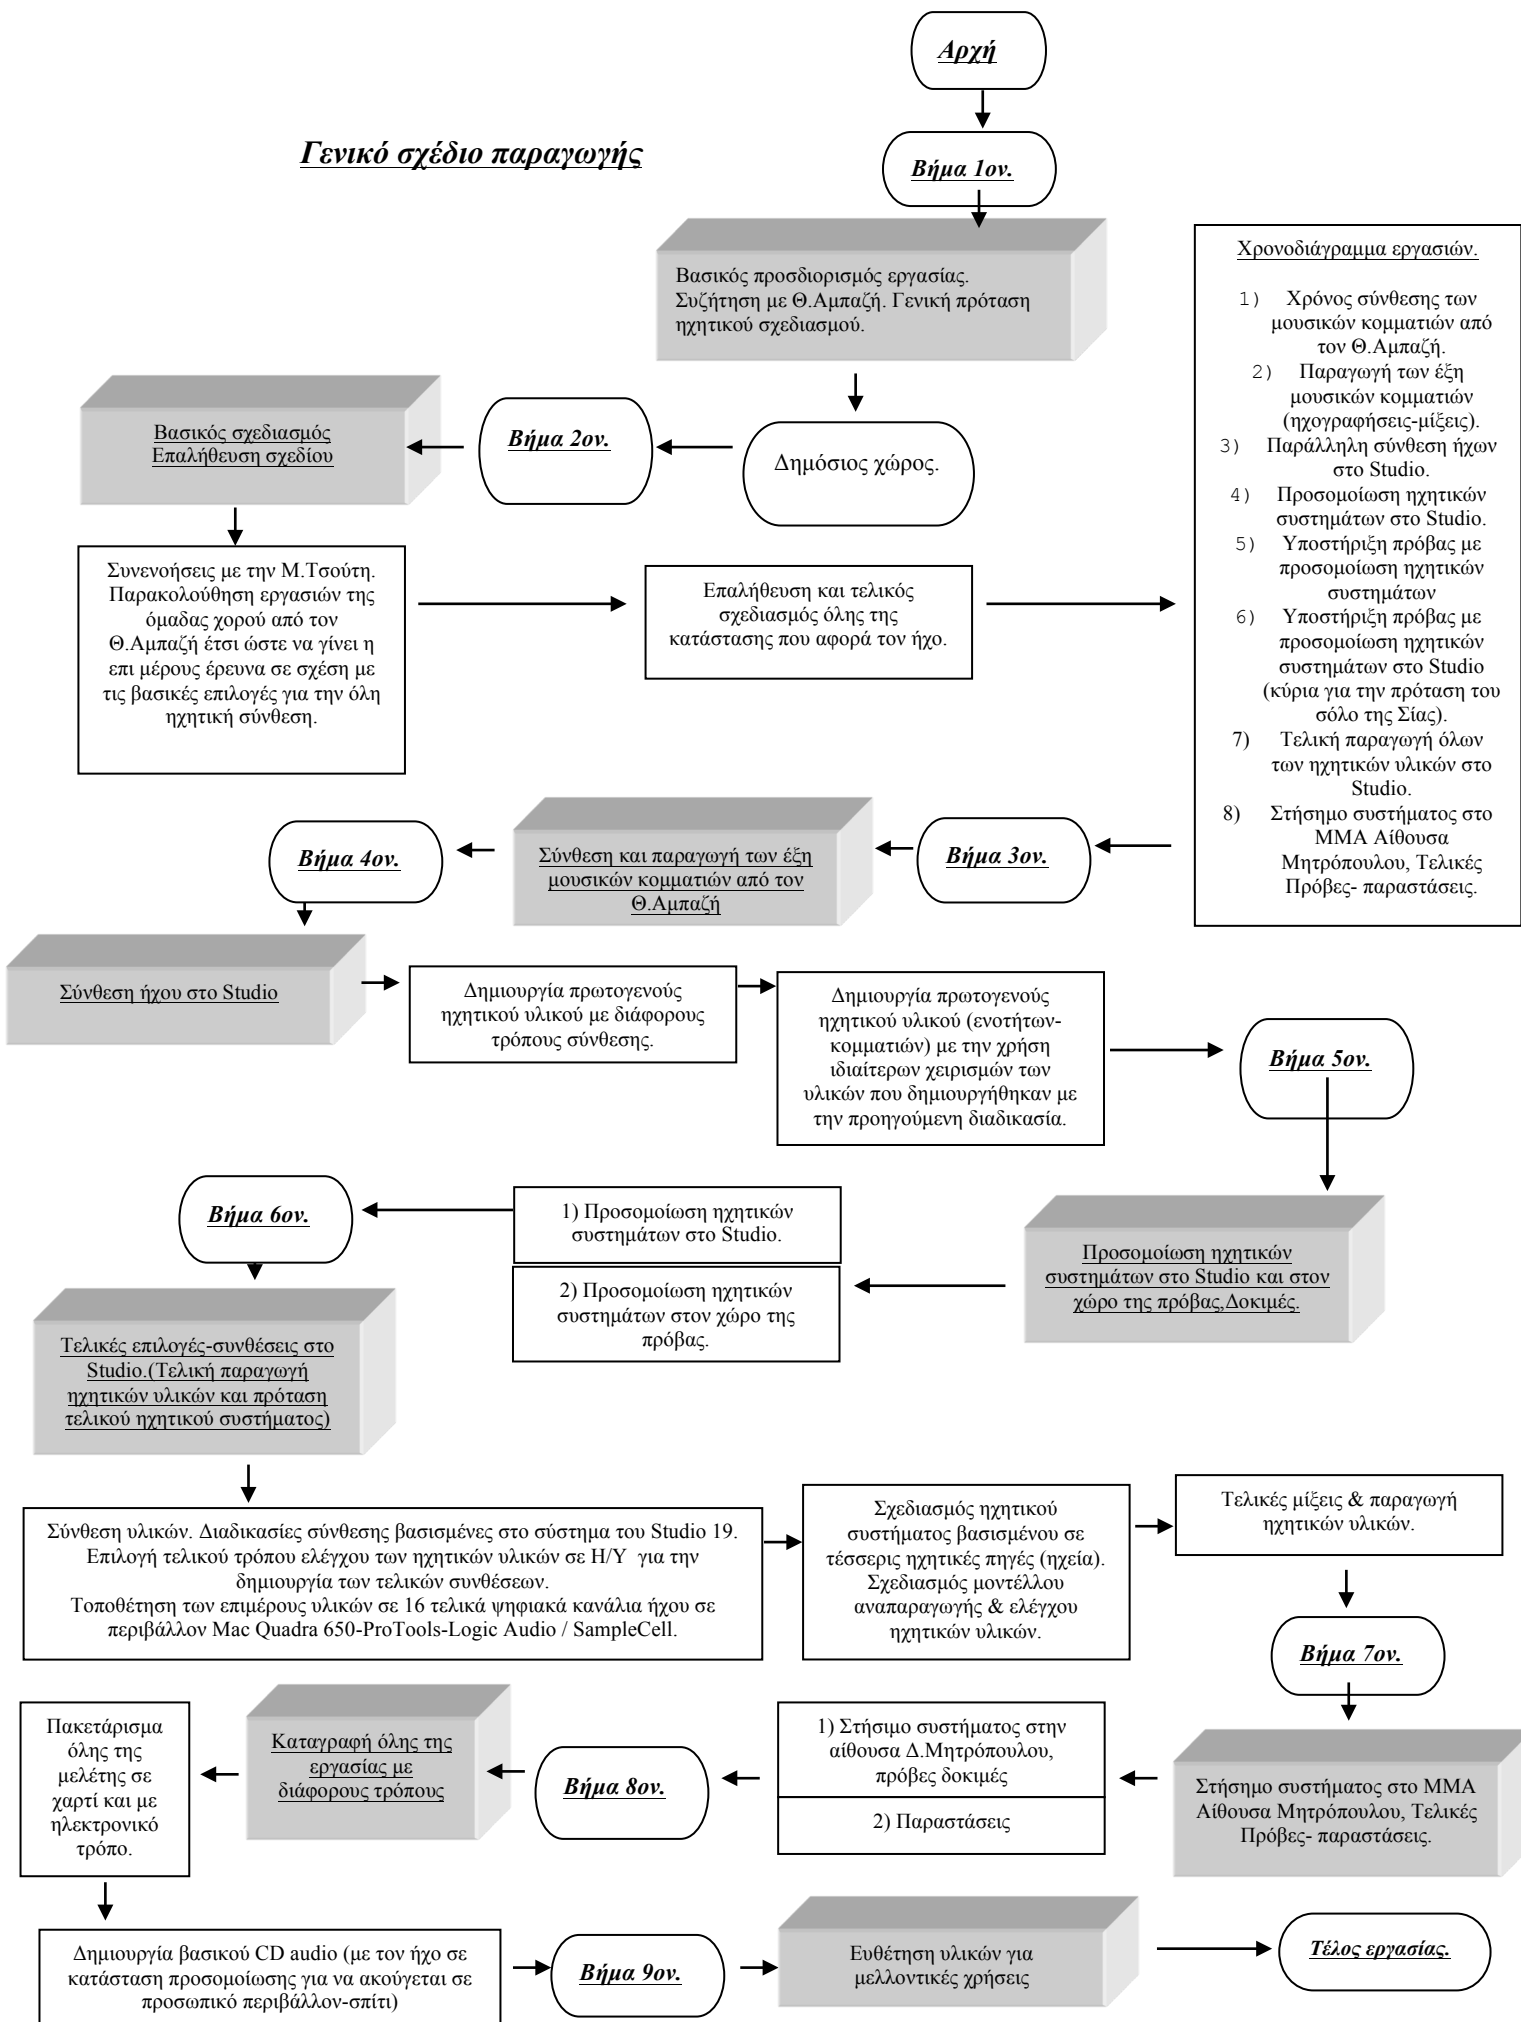 Αρχή
Γενικό σχέδιο παραγωγής
Βήμα 1ον.
Βασικός προσδιορισμός εργασίας.
Συζήτηση με Θ.Αμπαζή. Γενική πρόταση
ηχητικού σχεδιασμού.
Δημόσιος χώρος.
Βήμα 2ον.
Βασικός σχεδιασμός
Επαλήθευση σχεδίου
Συνενοήσεις με την Μ.Τσούτη.
Παρακολούθηση εργασιών της
όμαδας χορού από τον
Θ.Αμπαζή έτσι ώστε να γίνει η
επι μέρους έρευνα σε σχέση με
τις βασικές επιλογές για την όλη
ηχητική σύνθεση.
Επαλήθευση και τελικός
σχεδιασμός όλης της
κατάστασης που αφορά τον ήχο.
Χρονοδιάγραμμα εργασιών.
1) Χρόνος σύνθεσης των
μουσικών κομματιών από
τον Θ.Αμπαζή.
2) Παραγωγή των έξη
μουσικών κομματιών
(ηχογραφήσεις-μίξεις).
3) Παράλληλη σύνθεση ήχων
στο Studio.
4) Προσομοίωση ηχητικών
συστημάτων στο Studio.
5) Υποστήριξη πρόβας με
προσομοίωση ηχητικών
συστημάτων
6) Υποστήριξη πρόβας με
προσομοίωση ηχητικών
συστημάτων στο Studio
(κύρια για την πρόταση του
σόλο της Σίας).
7) Τελική παραγωγή όλων
των ηχητικών υλικών στο
Studio.
8) Στήσημο συστήματος στο
ΜΜΑ Αίθουσα
Μητρόπουλου, Τελικές
Πρόβες- παραστάσεις.
Βήμα 3ον.
Σύνθεση και παραγωγή των έξη
μουσικών κομματιών από τον
Θ.Αμπαζή
Βήμα 4ον.
Σύνθεση ήχου στο Studio
Δημιουργία πρωτογενούς
ηχητικού υλικού με διάφορους
τρόπους σύνθεσης.
Δημιουργία πρωτογενούς
ηχητικού υλικού (ενοτήτων-
κομματιών) με την χρήση
ιδιαίτερων χειρισμών των
υλικών που δημιουργήθηκαν με
την προηγούμενη διαδικασία.
Βήμα 5ον.
Προσομοίωση ηχητικών
συστημάτων στο Studio και στον
χώρο της πρόβας,Δοκιμές.
1) Προσομοίωση ηχητικών
συστημάτων στο Studio.
2) Προσομοίωση ηχητικών
συστημάτων στον χώρο της
πρόβας.
Βήμα 6ον.
Τελικές επιλογές-συνθέσεις στο
Studio.(Τελική παραγωγή
ηχητικών υλικών και πρόταση
τελικού ηχητικού συστήματος)
Σύνθεση υλικών. Διαδικασίες σύνθεσης βασισμένες στο σύστημα του Studio 19.
Επιλογή τελικού τρόπου ελέγχου των ηχητικών υλικών σε Η/Υ για την
δημιουργία των τελικών συνθέσεων.
Τοποθέτηση των επιμέρους υλικών σε 16 τελικά ψηφιακά κανάλια ήχου σε
περιβάλλον Mac Quadra 650-ProTools-Logic Audio / SampleCell.
Σχεδιασμός ηχητικού
συστήματος βασισμένου σε
τέσσερις ηχητικές πηγές (ηχεία).
Σχεδιασμός μοντέλλου
αναπαραγωγής & ελέγχου
ηχητικών υλικών.
Τελικές μίξεις & παραγωγή
ηχητικών υλικών.
Βήμα 7ον.
Στήσημο συστήματος στο ΜΜΑ
Αίθουσα Μητρόπουλου, Τελικές
Πρόβες- παραστάσεις.
1) Στήσιμο συστήματος στην
αίθουσα Δ.Μητρόπουλου,
πρόβες δοκιμές
2) Παραστάσεις
Βήμα 8ον.
Καταγραφή όλης της
εργασίας με
διάφορους τρόπους
Πακετάρισμα
όλης της
μελέτης σε
χαρτί και με
ηλεκτρονικό
τρόπο.
Δημιουργία βασικού CD audio (με τον ήχο σε
κατάσταση προσομοίωσης για να ακούγεται σε
προσωπικό περιβάλλον-σπίτι)
Βήμα 9ον.
Ευθέτηση υλικών για
μελλοντικές χρήσεις
Τέλος εργασίας.